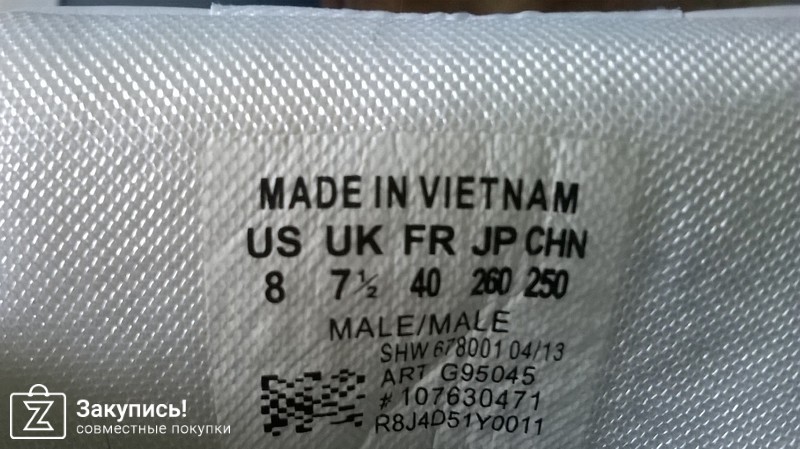 MADE IN VIETNAM
US UK FR JP CHN
8 7½ 40 260 250
MALE/MALE
SHW 678001 04/13
ART G95045
# 107630471
R8J4D51Y0011
Z Закупись!
совместные покупки